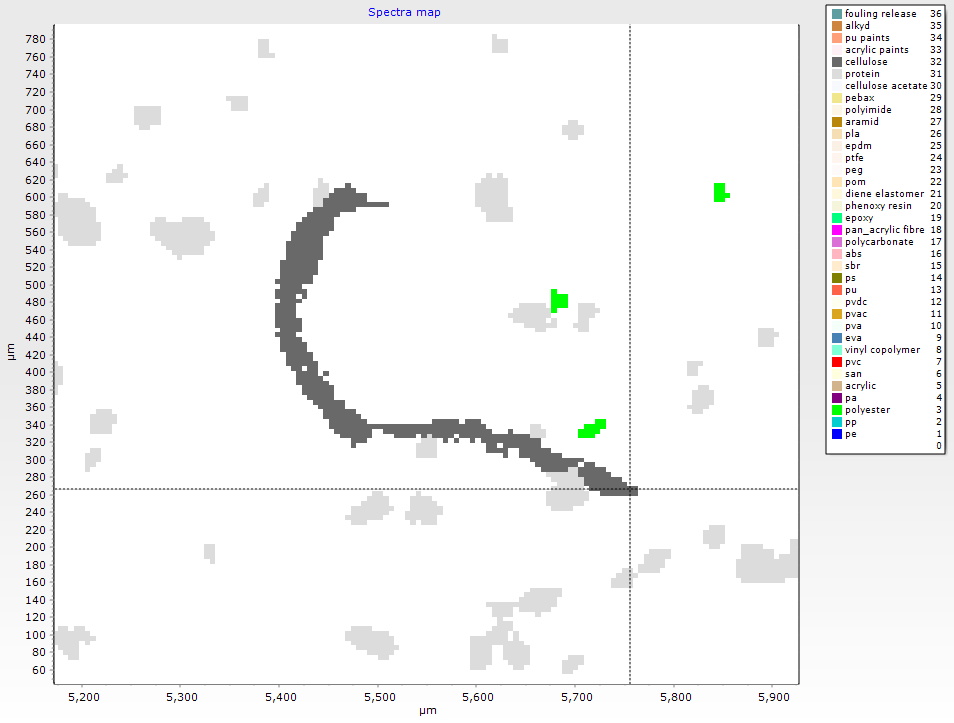 Spectra map
fouling release 36
alkyd 35
pu paints 34
acrylic paints 33
cellulose 32
protein 31
cellulose acetate 30
pebax 29
polyimide 28
aramid 27
pla 26
epdm 25
ptfe 24
peg 23
pom 22
diene elastomer 21
phenoxy resin 20
epoxy 19
pan_acrylic fibre 18
polycarbonate 17
abs 16
sbr 15
ps 14
pu 13
pvdc 12
pvac 11
pva 10
eva 9
vinyl copolymer 8
pvc 7
san 6
acrylic 5
pa 4
polyester 3
pp 2
pe 1
0
780
760
740
720
700
680
660
640
620
600
580
560
540
520
500
480
460
440
420
400
380
360
340
320
300
280
260
240
220
200
180
160
140
120
100
80
60
µm
5,200 5,300 5,400 5,500 5,600 5,700 5,800 5,900
µm